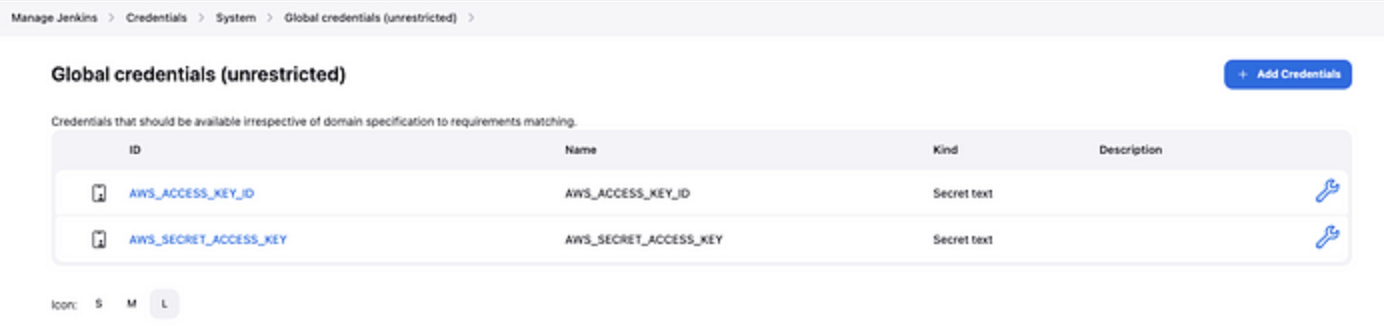 Manage Jenkins > Credentials > System > Global credentials (unrestricted) >
Global credentials (unrestricted)
+ Add Credentials
Credentials that should be available irrespective of domain specification to requirements matching.
ID Name Kind Description
AWS_ACCESS_KEY_ID AWS_ACCESS_KEY_ID Secret text
AWS_SECRET_ACCESS_KEY AWS_SECRET_ACCESS_KEY Secret text
Icon: S M L